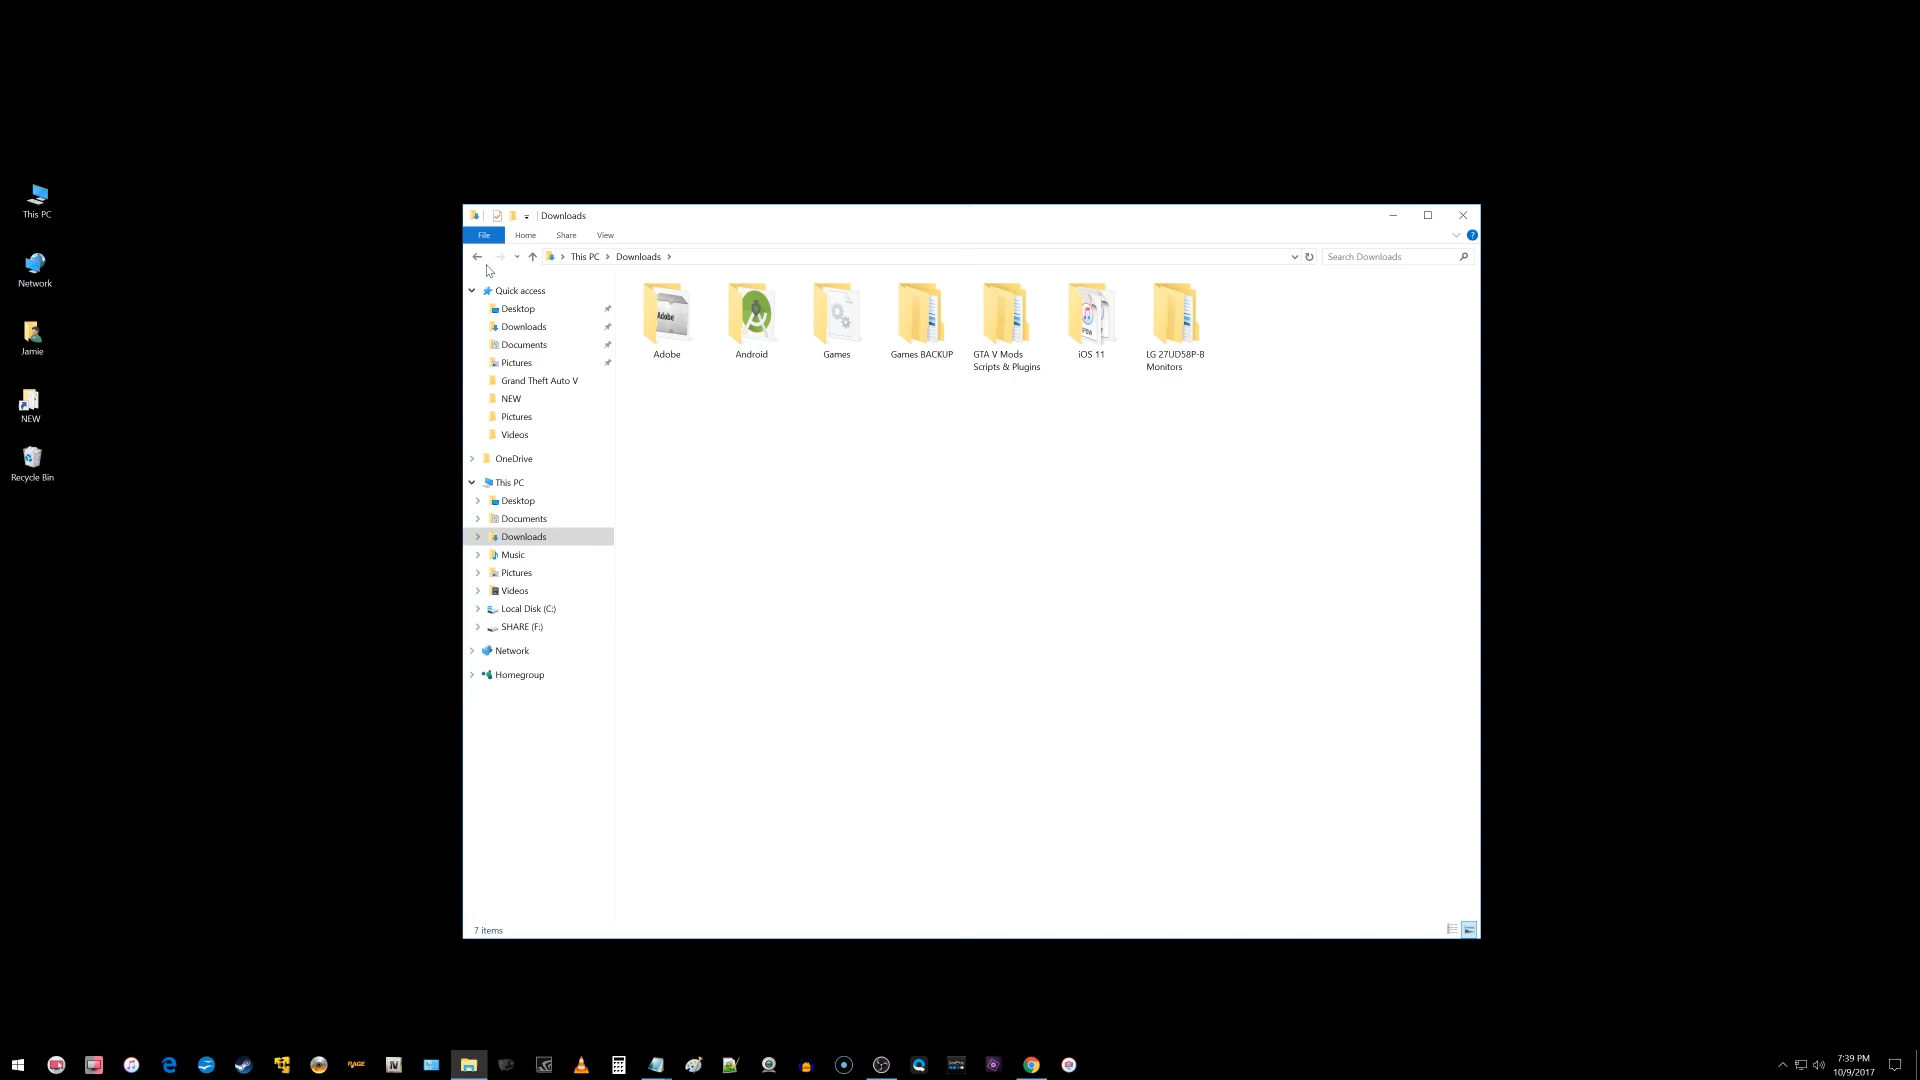 This PC
Network
Jamie
NEW
Recycle Bin
Downloads
File Home Share View
This PC Downloads
Search Downloads
Quick access
Desktop
Downloads
Documents
Pictures
Grand Theft Auto V
NEW
Pictures
Videos
OneDrive
This PC
Desktop
Documents
Downloads
Music
Pictures
Videos
Local Disk (C:)
SHARE (F:)
Network
Homegroup
Adobe
Adobe
Android
Games
Games BACKUP
GTA V Mods
Scripts & Plugins
IPSW
iOS 11
LG 27UD58P-B
Monitors
7 items
RAGE
7:39 PM
10/9/2017